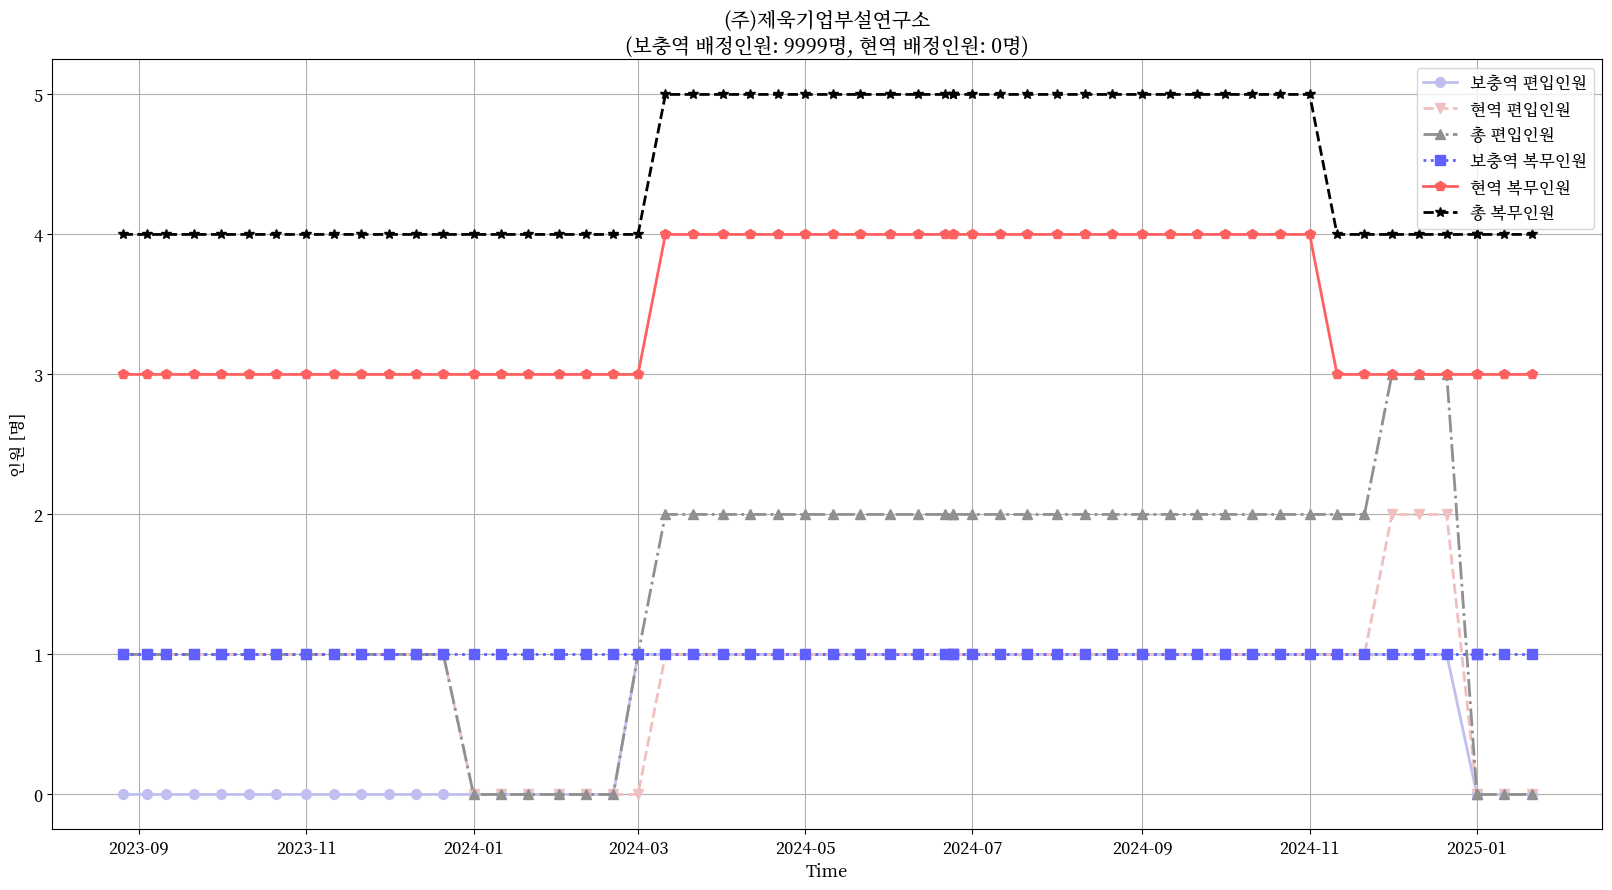 (주)제욱기업부설연구소
(보충역 배정인원: 9999명, 현역 배정인원: 0명)
보충역 편입인원
현역 편입인원
총 편입인원
보충역 복무인원
현역 복무인원
총 복무인원
인원 [명]
5
4
3
2
1
0
2023-09
2023-11
2024-01
2024-03
2024-05
2024-07
2024-09
2024-11
2025-01
Time